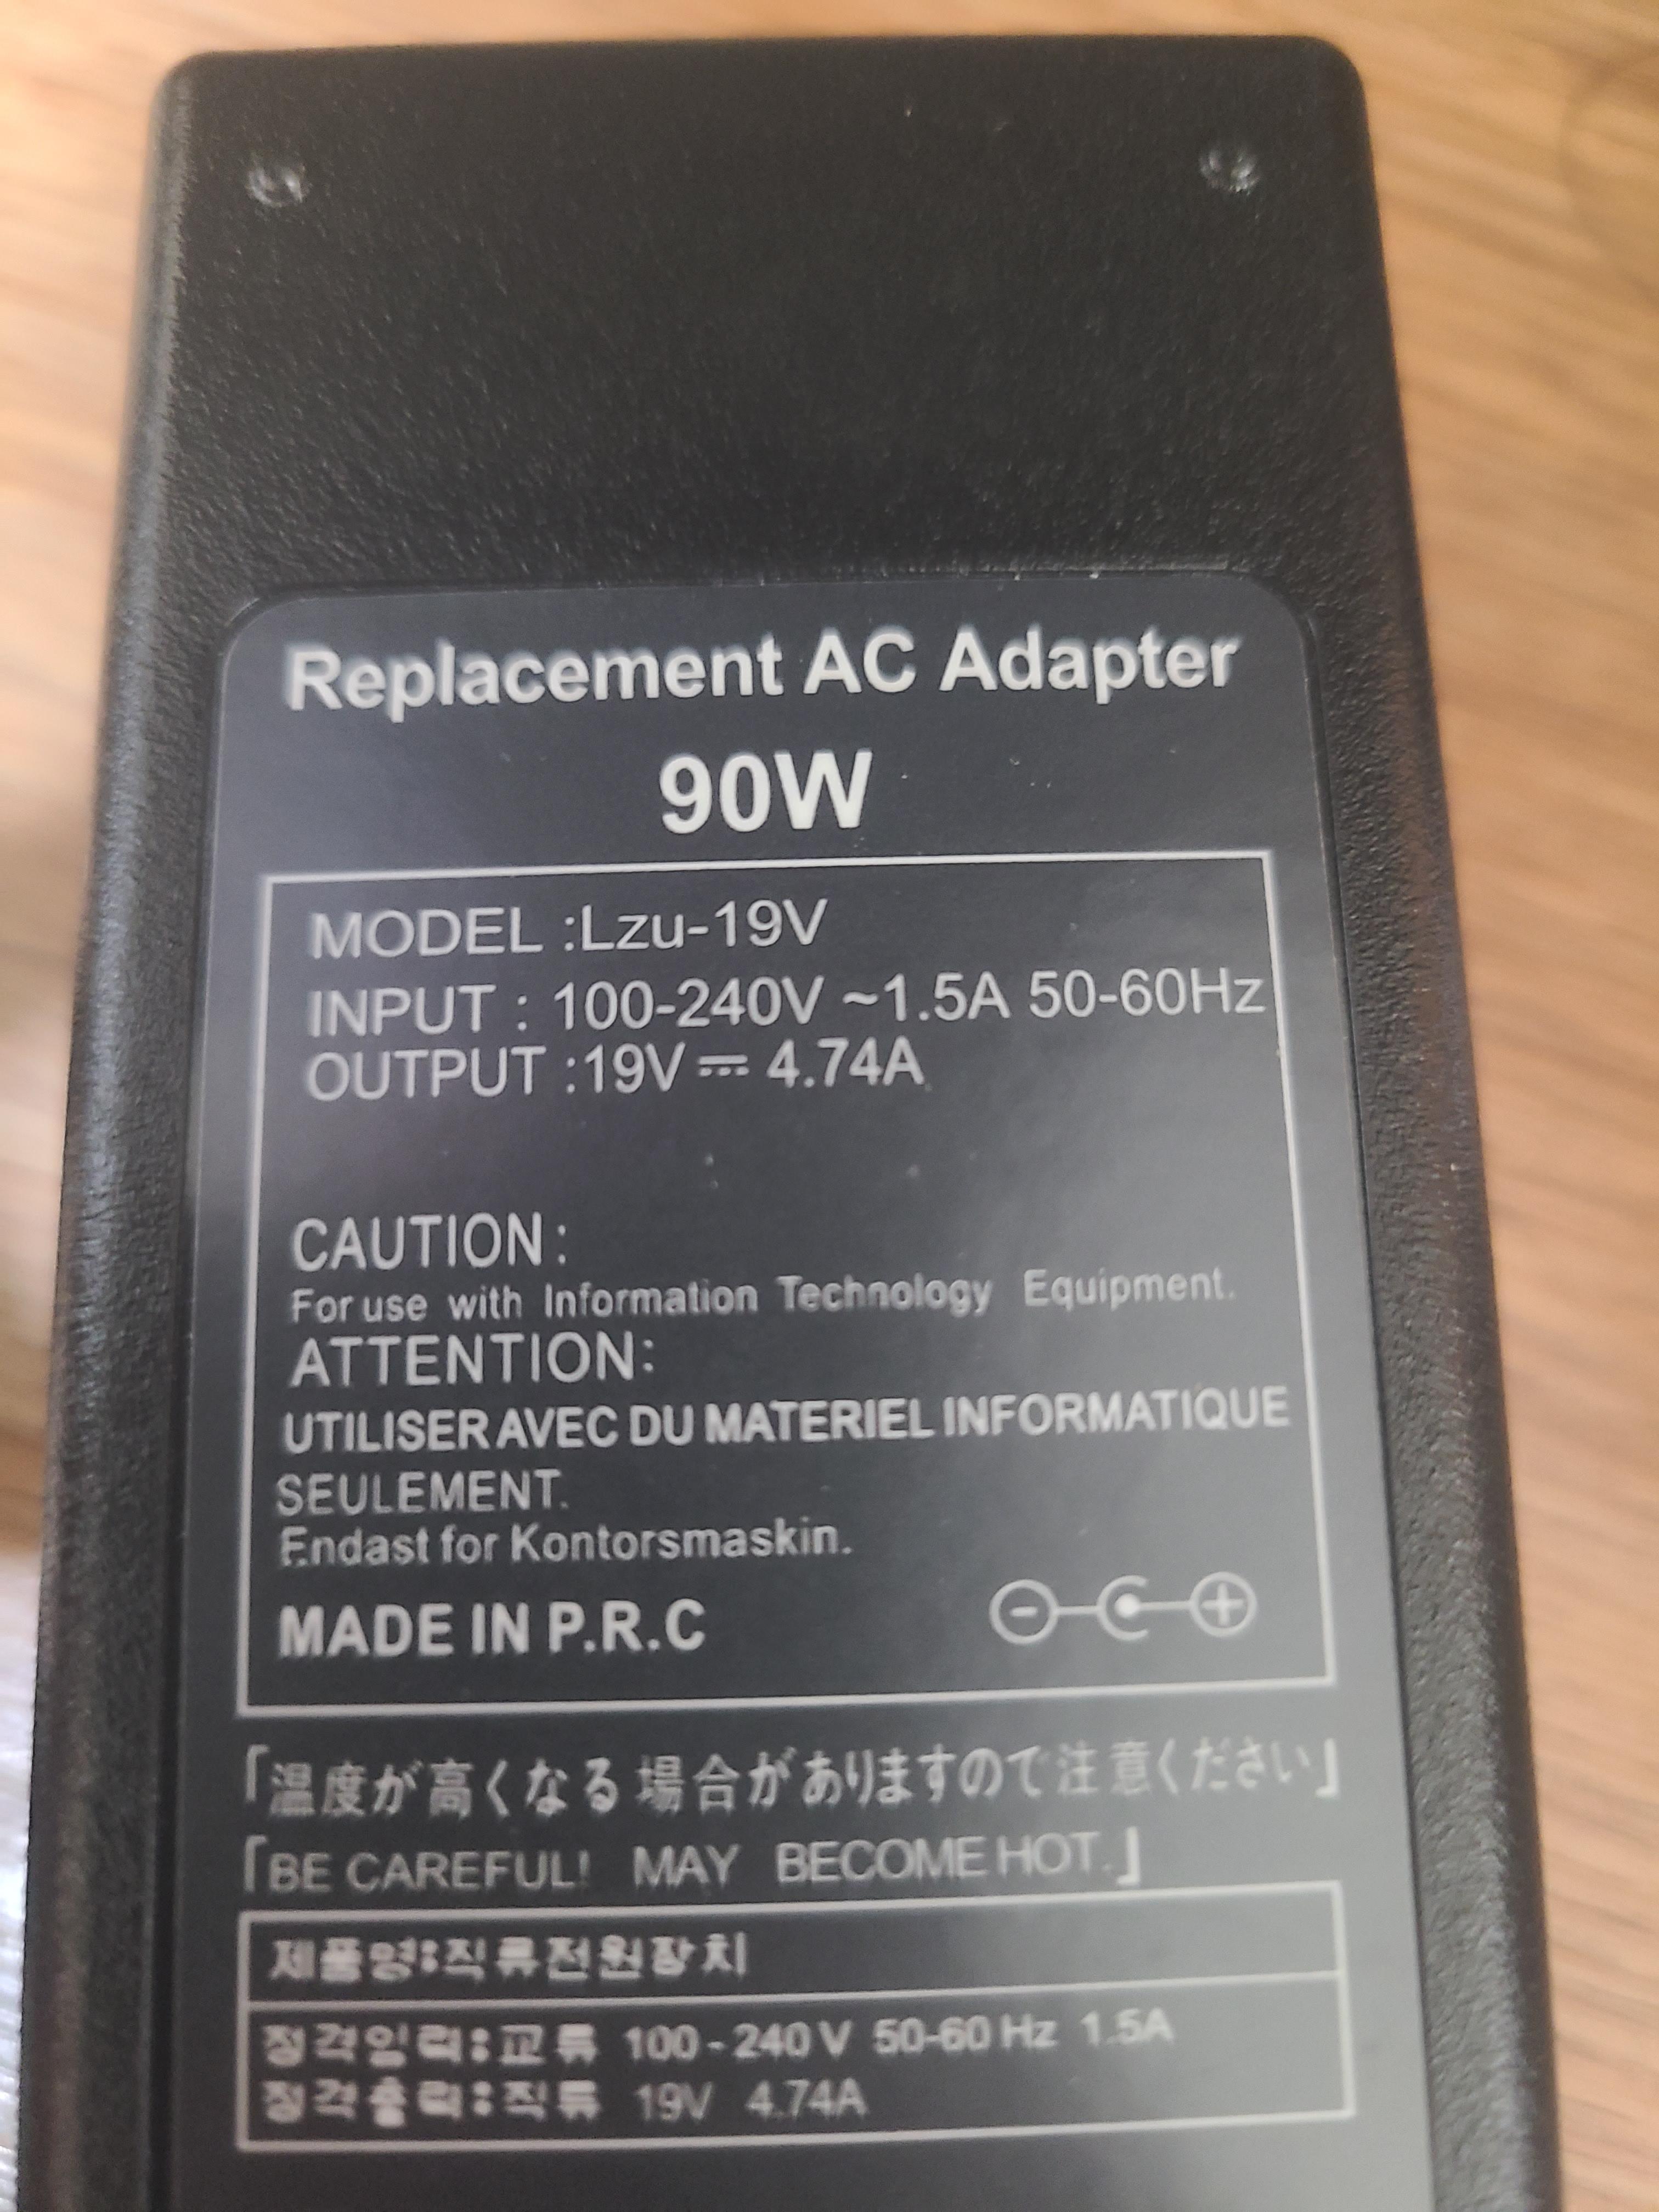 Replacement AC Adapter
90W
MODEL :Lzu-19V
INPUT : 100-240V ~1.5A 50-60Hz
OUTPUT :19V ⎓ 4.74A
CAUTION:
For use with Information Technology Equipment.
ATTENTION:
UTILISER AVEC DU MATERIEL INFORMATIQUE
SEULEMENT.
Endast for Kontorsmaskin.
MADE IN P.R.C
「温度が高くなる場合がありますので注意ください」
「BE CAREFUL! MAY BECOME HOT.」
제품명:직류전원장치
정격입력:교류 100-240V 50-60Hz 1.5A
정격출력:직류 19V 4.74A